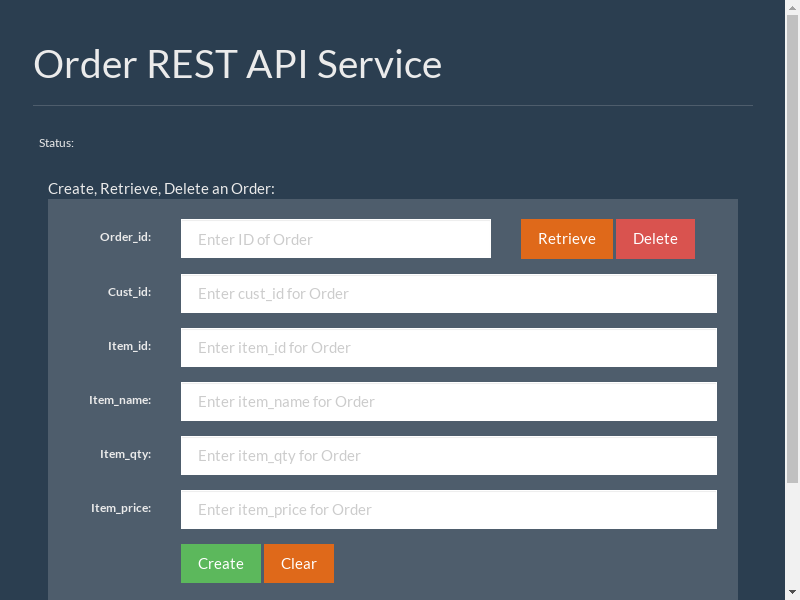 Order REST API Service
Status:
Create, Retrieve, Delete an Order:
Order_id: Enter ID of Order Retrieve Delete
Cust_id: Enter cust_id for Order
Item_id: Enter item_id for Order
Item_name: Enter item_name for Order
Item_qty: Enter item_qty for Order
Item_price: Enter item_price for Order
Create Clear